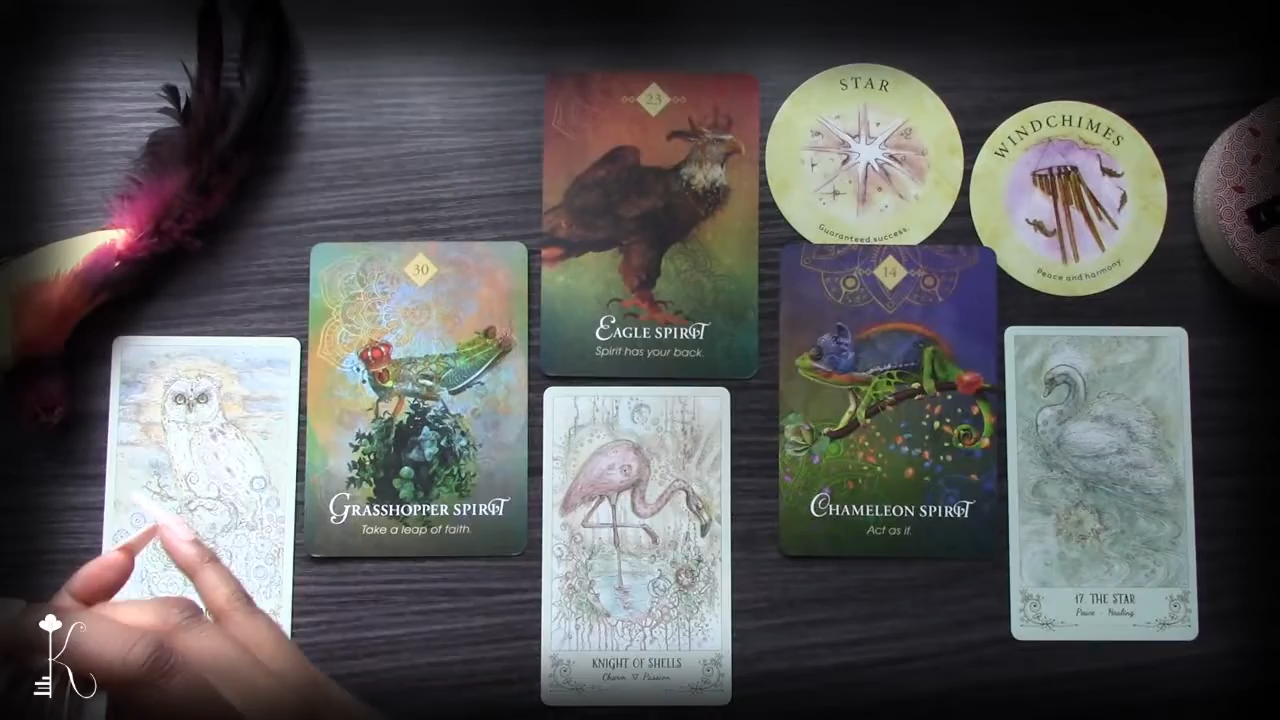 23
EAGLE SPIRIT
Spirit has your back.
STAR
Guaranteed success.
WINDCHIMES
Peace and harmony.
30
GRASSHOPPER SPIRIT
Take a leap of faith.
14
CHAMELEON SPIRIT
Act as if.
KNIGHT OF SHELLS
Charm ▽ Passion
17. THE STAR
Peace - Healing
K